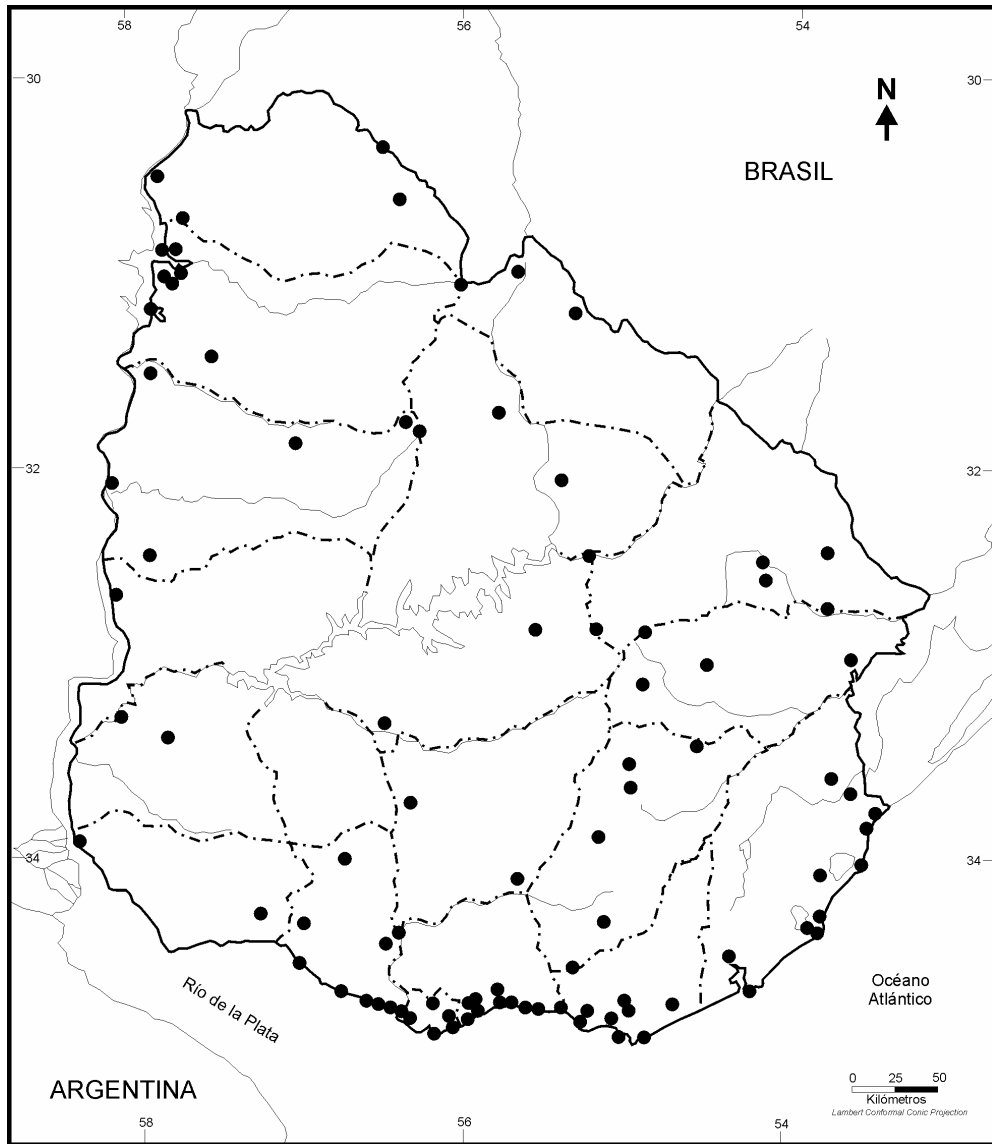 58 56 54
30 30
N
BRASIL
32 32
34 34
Océano
Atlántico
Río de la Plata
ARGENTINA
0 25 50
Kilómetros
Lambert Conformal Conic Projection
58 56 54